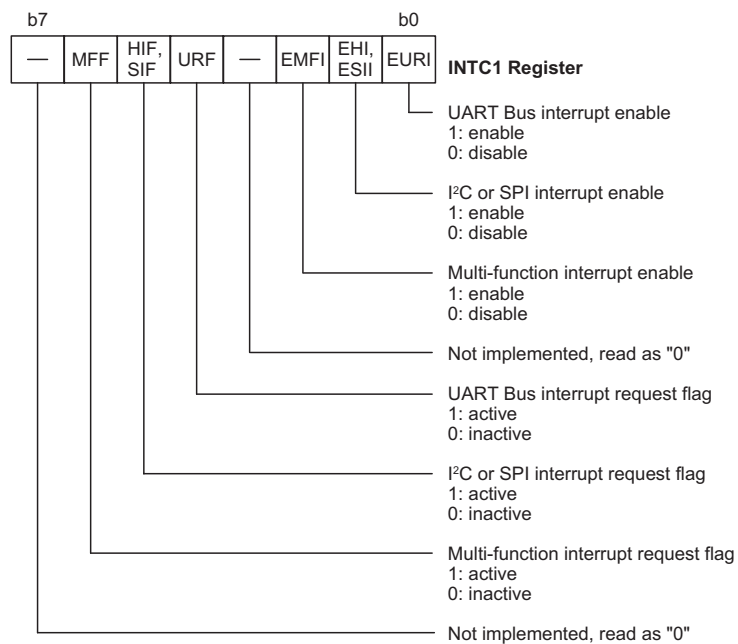 b7 b0
— MFF HIF, SIF URF — EMFI EHI, ESII EURI INTC1 Register
UART Bus interrupt enable
1: enable
0: disable
I²C or SPI interrupt enable
1: enable
0: disable
Multi-function interrupt enable
1: enable
0: disable
Not implemented, read as "0"
UART Bus interrupt request flag
1: active
0: inactive
I²C or SPI interrupt request flag
1: active
0: inactive
Multi-function interrupt request flag
1: active
0: inactive
Not implemented, read as "0"